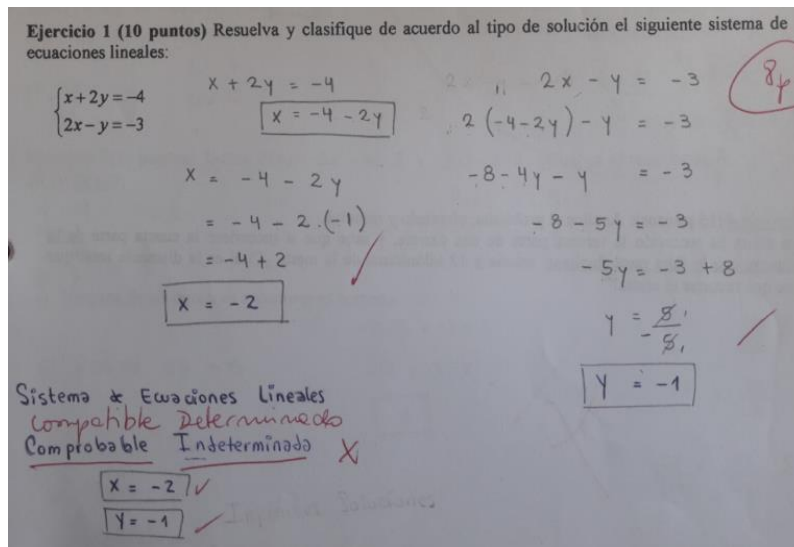 Ejercicio 1 (10 puntos) Resuelva y clasifique de acuerdo al tipo de solución el siguiente sistema de
ecuaciones lineales:
x+2y=-4
2x-y=-3
x + 2y = -4
x = -4 - 2y
x = -4 - 2y
= -4 - 2.(-1)
= -4 + 2
x = -2
2x - y = -3
2(-4-2y) - y = -3
-8-4y-y = -3
-8-5y = -3
-5y = -3 + 8
y = 5/-5
y = -1
8p
Sistema de Ecuaciones Lineales
Compatible Determinado
Comprobable Indeterminada X
x = -2
y = -1